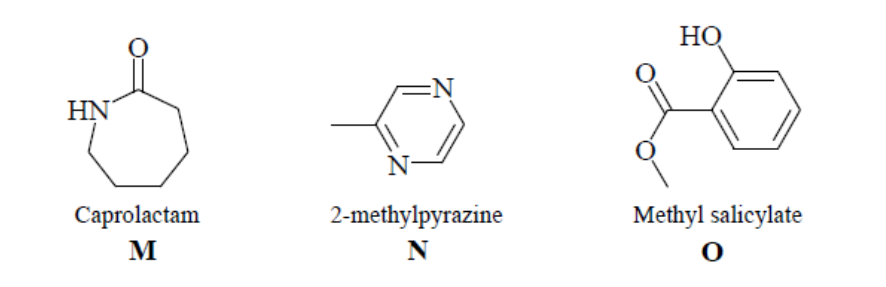 O
HN
Caprolactam
M
N
N
2-methylpyrazine
N
HO
O
O
Methyl salicylate
O